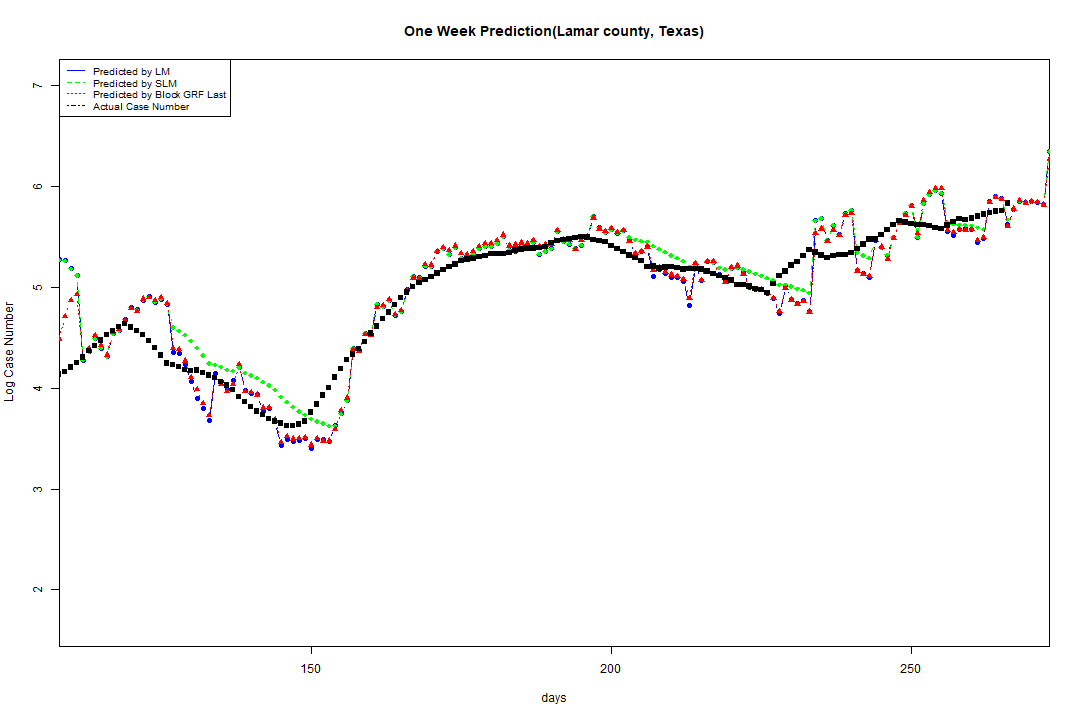 One Week Prediction(Lamar county, Texas)
Predicted by LM
Predicted by SLM
Predicted by Block GRF Last
Actual Case Number
7
6
5
4
3
2
Log Case Number
150 200 250
days